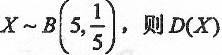 X ~ B(5, 1/5)，则 D(X)